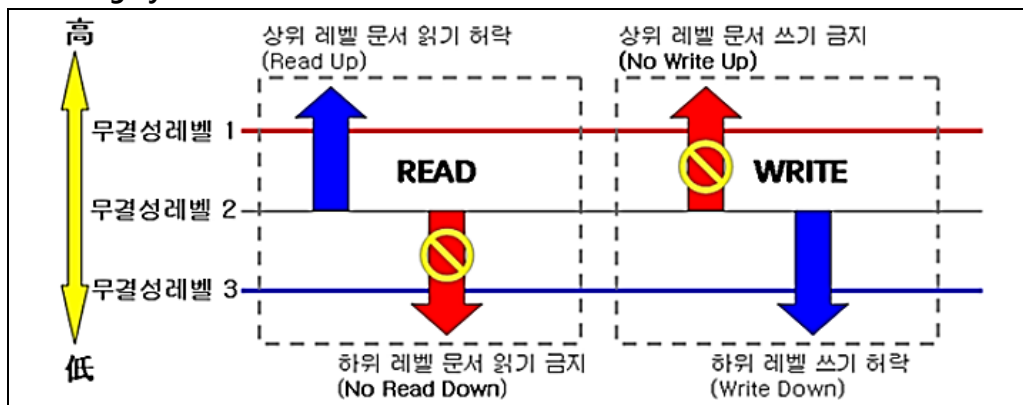 高
상위 레벨 문서 읽기 허락
(Read Up)
상위 레벨 문서 쓰기 금지
(No Write Up)
무결성레벨 1
READ
WRITE
무결성레벨 2
무결성레벨 3
低
하위 레벨 문서 읽기 금지
(No Read Down)
하위 레벨 쓰기 허락
(Write Down)